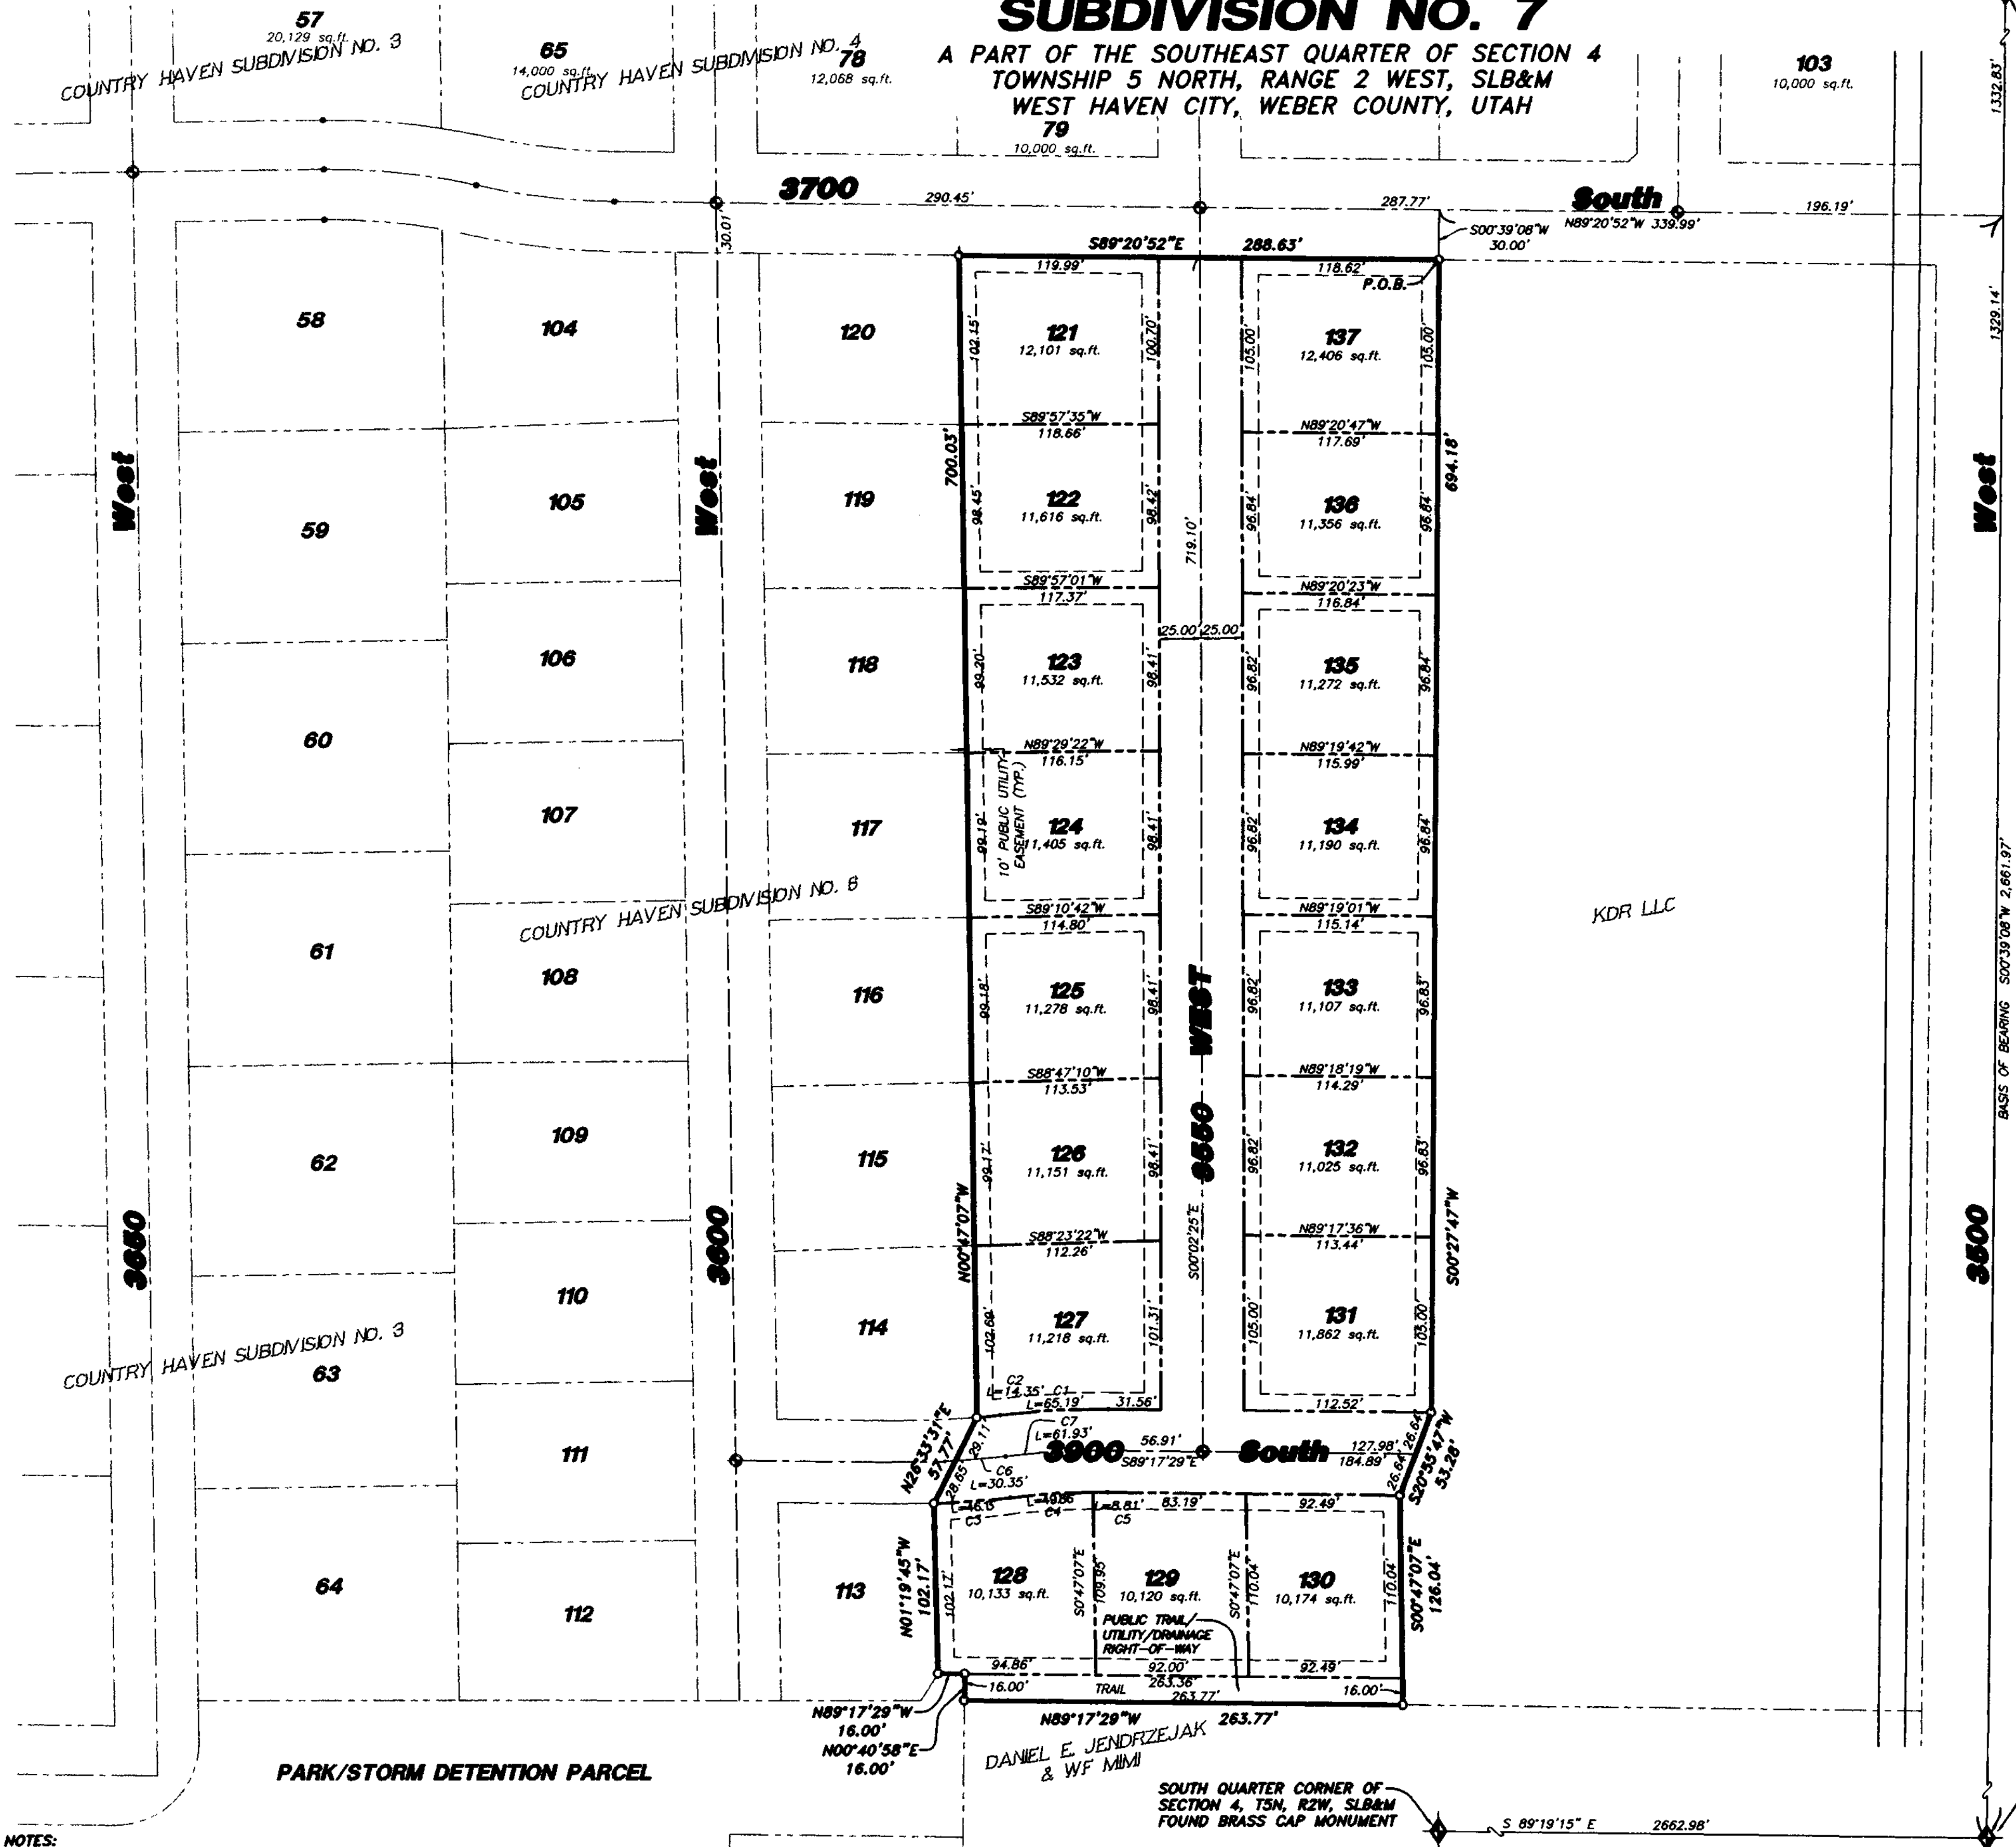 SUBDIVISION NO. 7
A PART OF THE SOUTHEAST QUARTER OF SECTION 4
TOWNSHIP 5 NORTH, RANGE 2 WEST, SLB&M
WEST HAVEN CITY, WEBER COUNTY, UTAH
57
20,129 sq.ft.
COUNTRY HAVEN SUBDIVISION NO. 3
65
14,000 sq.ft.
COUNTRY HAVEN SUBDIVISION NO. 4
78
12,068 sq.ft.
79
10,000 sq.ft.
103
10,000 sq.ft.
1332.83'
3700
290.45'
287.77'
South
N89°20'52"W 339.99'
196.19'
S00°39'08"W
30.00'
30.01'
S89°20'52"E 288.63'
119.99'
118.62'
P.O.B.
1329.14'
58
104
120
102.15'
121
12,101 sq.ft.
100.70'
105.00'
137
12,406 sq.ft.
105.00'
S89°57'35"W
118.66'
N89°20'47"W
117.69'
700.03'
694.18'
West
West
West
59
105
119
98.45'
122
11,616 sq.ft.
98.42'
719.10'
96.84'
136
11,356 sq.ft.
96.84'
S89°57'01"W
117.37'
N89°20'23"W
116.84'
25.00'
25.00'
106
118
99.20'
123
11,532 sq.ft.
98.41'
96.82'
135
11,272 sq.ft.
96.84'
60
N89°29'22"W
116.15'
N89°19'42"W
115.99'
10' PUBLIC UTILITY
EASEMENT (TYP.)
107
117
99.19'
124
11,405 sq.ft.
98.41'
96.82'
134
11,190 sq.ft.
96.84'
COUNTRY HAVEN SUBDIVISION NO. 6
S89°10'42"W
114.80'
N89°19'01"W
115.14'
KDR LLC
BASIS OF BEARING S00°39'08"W 2,661.97'
61
108
116
99.18'
125
11,278 sq.ft.
98.41'
96.82'
133
11,107 sq.ft.
96.83'
S88°47'10"W
113.53'
N89°18'19"W
114.29'
3550 WEST
62
109
115
99.17'
126
11,151 sq.ft.
98.41'
96.82'
132
11,025 sq.ft.
96.83'
S88°23'22"W
112.26'
N89°17'36"W
113.44'
N00°47'07"W
S00°02'25"E
S00°27'47"W
3650
3600
3500
110
114
102.69'
127
11,218 sq.ft.
101.31'
105.00'
131
11,862 sq.ft.
105.00'
COUNTRY HAVEN SUBDIVISION NO. 3
63
C2
L=14.35'
C1
L=65.19'
31.56'
112.52'
C7
L=61.93'
N26°33'31"E
57.77'
29.11'
28.65'
111
3900
56.91'
S89°17'29"E
South
127.98'
184.89'
26.64'
26.64'
S20°55'47"W
53.28'
C6
L=30.35'
C3
L=49.86'
C4
L=8.81'
C5
83.19'
92.49'
64
112
113
N01°19'45"W
102.17'
102.17'
128
10,133 sq.ft.
S0°47'07"E
109.95'
129
10,120 sq.ft.
S0°47'07"E
110.04'
130
10,174 sq.ft.
110.04'
S00°47'07"E
126.04'
PUBLIC TRAIL/
UTILITY/DRAINAGE
RIGHT-OF-WAY
94.86'
92.00'
92.49'
263.36'
16.00'
TRAIL
263.77'
16.00'
N89°17'29"W
16.00'
N89°17'29"W 263.77'
N00°40'58"E
16.00'
DANIEL E. JENDRZEJAK
& WF MIMI
PARK/STORM DETENTION PARCEL
SOUTH QUARTER CORNER OF
SECTION 4, T5N, R2W, SLB&M
FOUND BRASS CAP MONUMENT
S 89°19'15" E 2662.98'
NOTES: